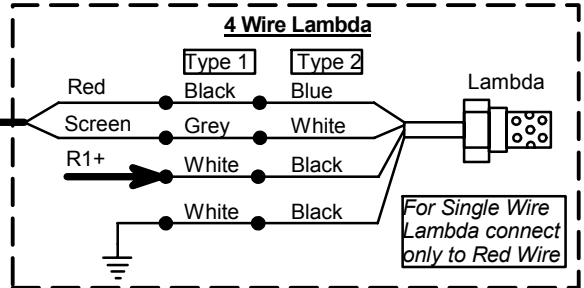 4 Wire Lambda
Type 1 Type 2
Lambda
Red Black Blue
Screen Grey White
R1+ White Black
White Black
For Single Wire
Lambda connect
only to Red Wire